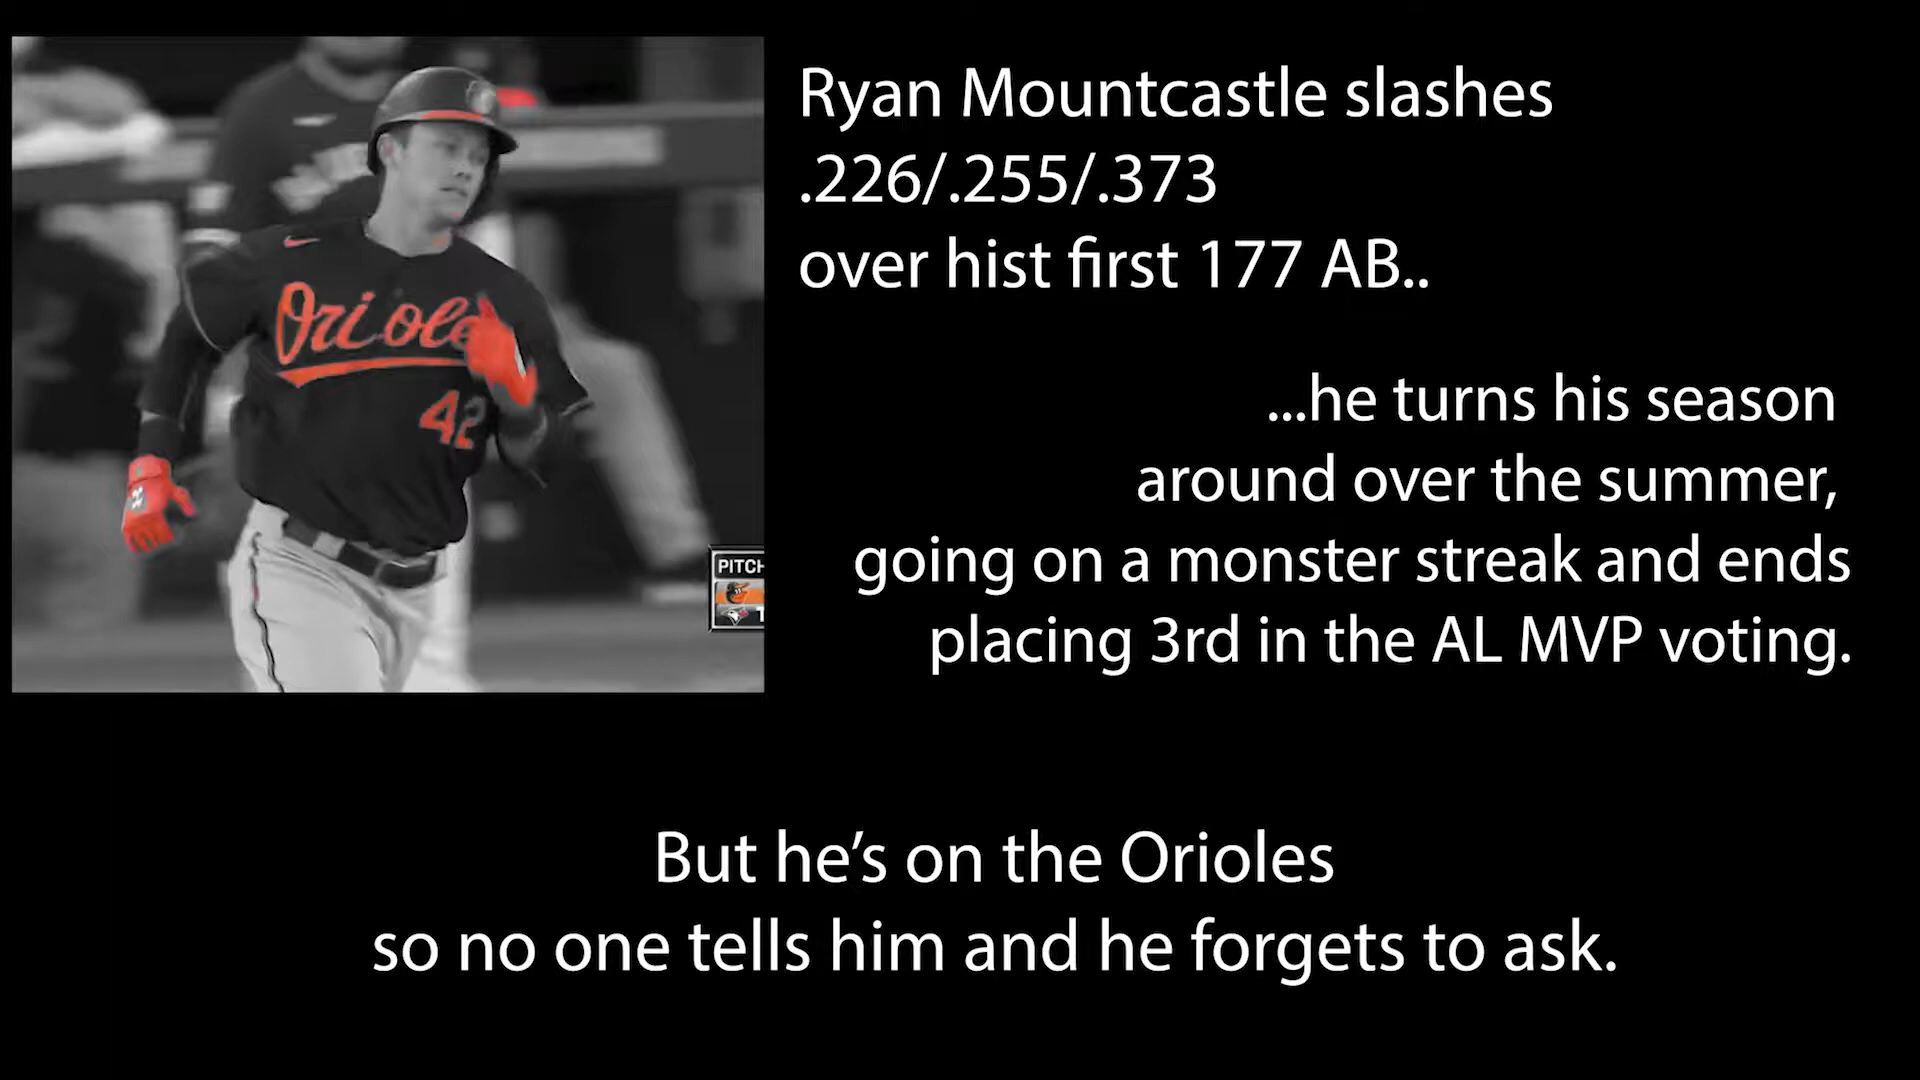 Ryan Mountcastle slashes
.226/.255/.373
over hist first 177 AB..
...he turns his season
around over the summer,
going on a monster streak and ends
placing 3rd in the AL MVP voting.
But he's on the Orioles
so no one tells him and he forgets to ask.
Oriole
42
PITCH
T